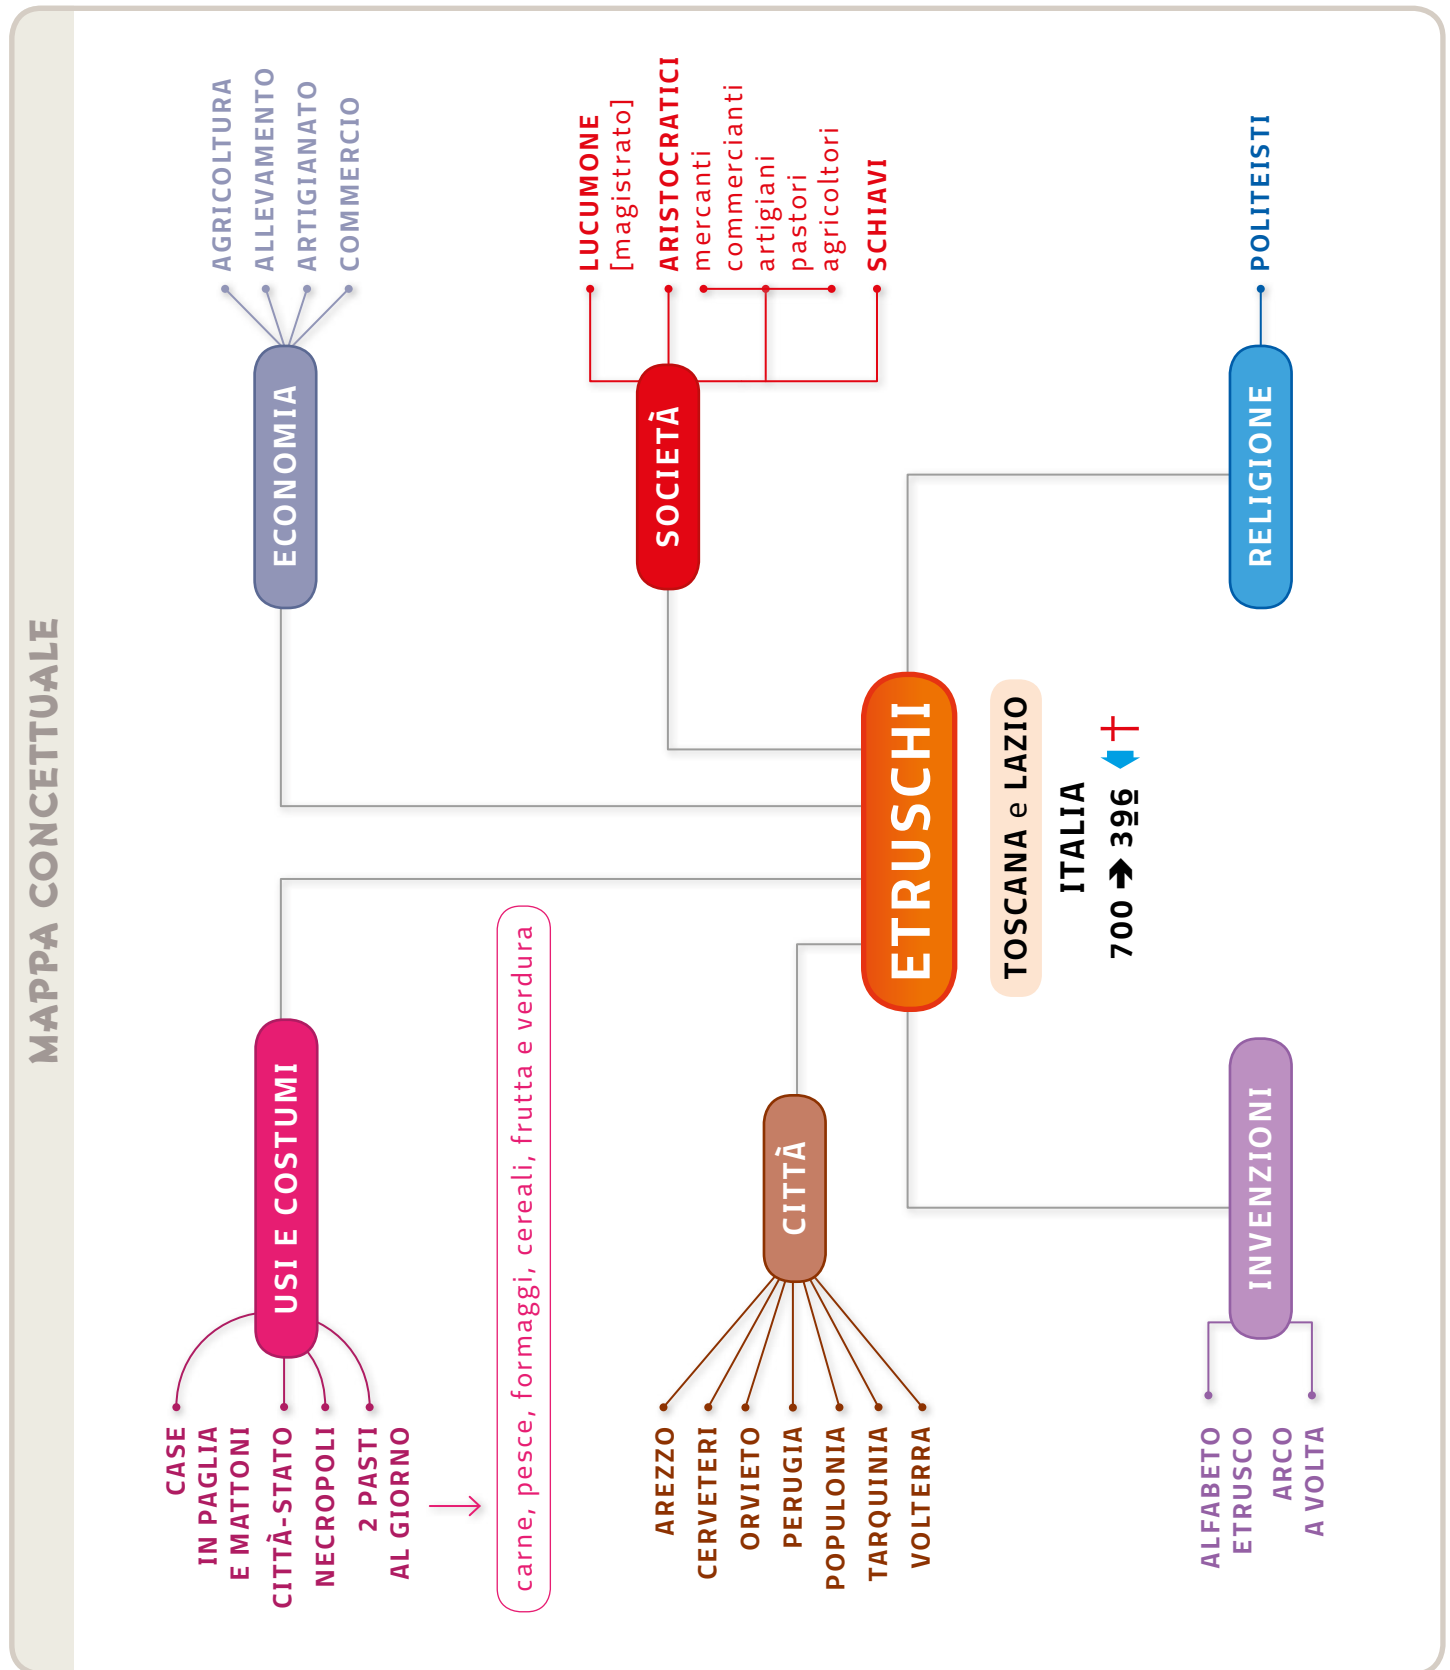 MAPPA CONCETTUALE
USI E COSTUMI
CASE
IN PAGLIA
E MATTONI
CITTÀ-STATO
NECROPOLI
2 PASTI
AL GIORNO
carne, pesce, formaggi, cereali, frutta e verdura
ECONOMIA
AGRICOLTURA
ALLEVAMENTO
ARTIGIANATO
COMMERCIO
SOCIETÀ
LUCUMONE
[magistrato]
ARISTOCRATICI
mercanti
commercianti
artigiani
pastori
agricoltori
SCHIAVI
CITTÀ
AREZZO
CERVETERI
ORVIETO
PERUGIA
POPULONIA
TARQUINIA
VOLTERRA
ETRUSCHI
TOSCANA e LAZIO
ITALIA
700 → 396
INVENZIONI
ALFABETO
ETRUSCO
ARCO
A VOLTA
RELIGIONE
POLITEISTI